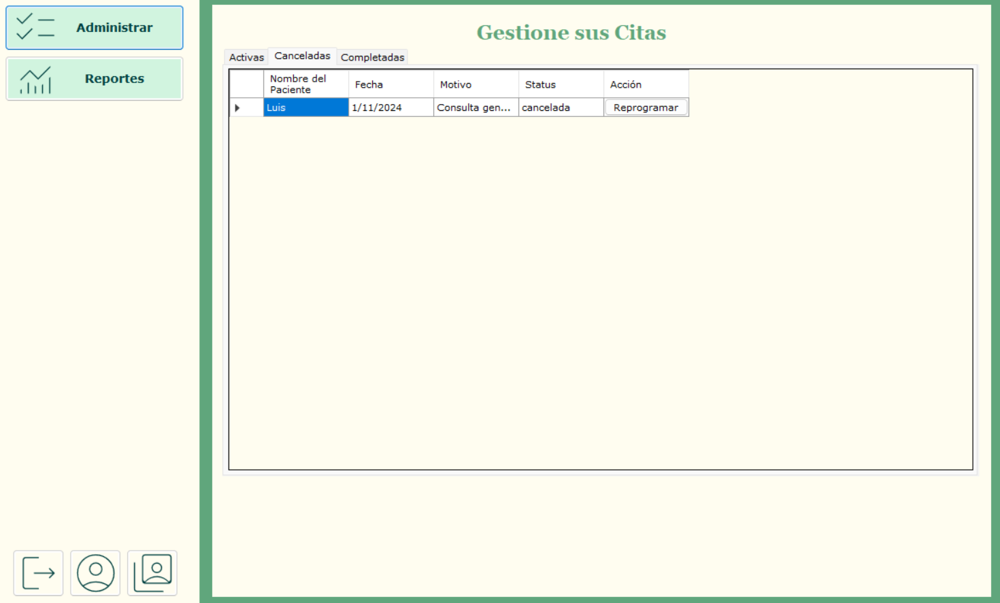 Administrar
Reportes
Gestione sus Citas
Activas Canceladas Completadas
Nombre del Paciente Fecha Motivo Status Acción
Luis 1/11/2024 Consulta gen... cancelada Reprogramar